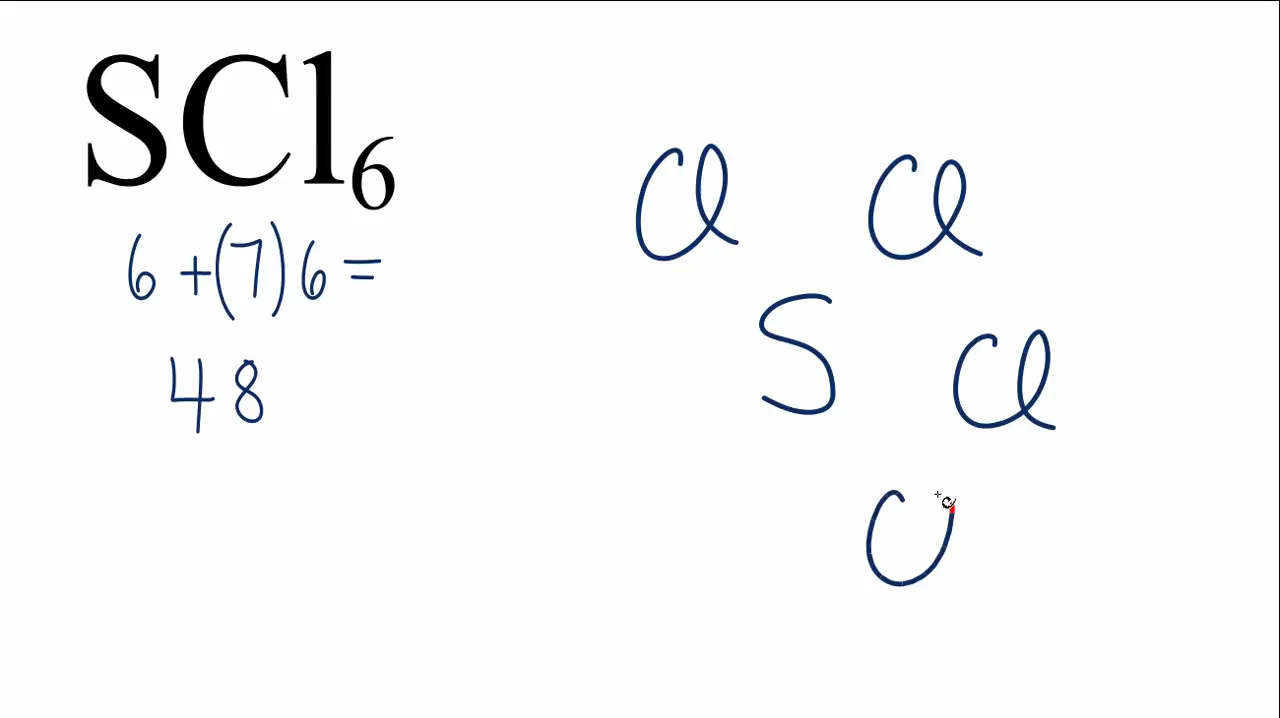 SCl₆
6 + (7) 6 =
48
Cl Cl
S Cl